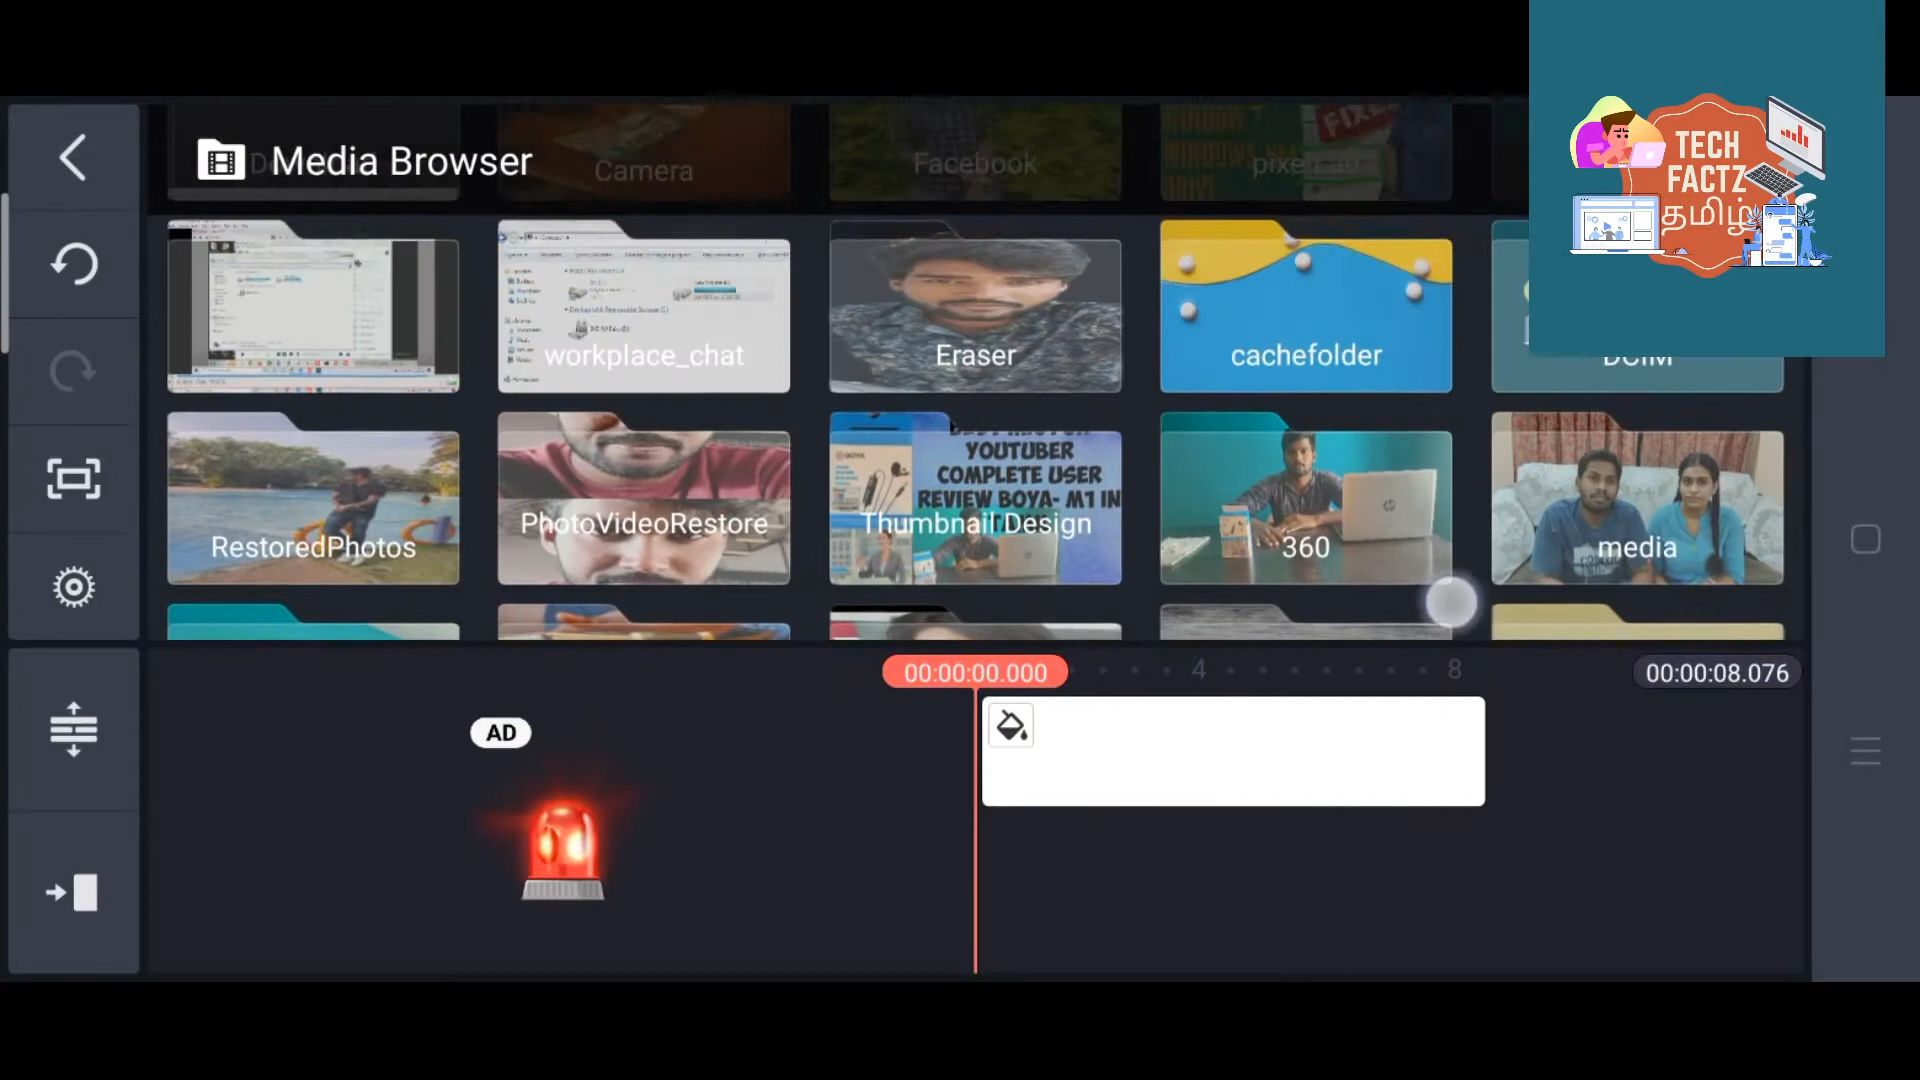 Media Browser
Camera
Facebook
TECH
FACTZ
தமிழ்
workplace_chat
Eraser
cachefolder
DCIM
RestoredPhotos
PhotoVideoRestore
YOUTUBER
COMPLETE USER
REVIEW BOYA- M1 IN
Thumbnail Design
360
media
00:00:00.000
4
8
00:00:08.076
AD